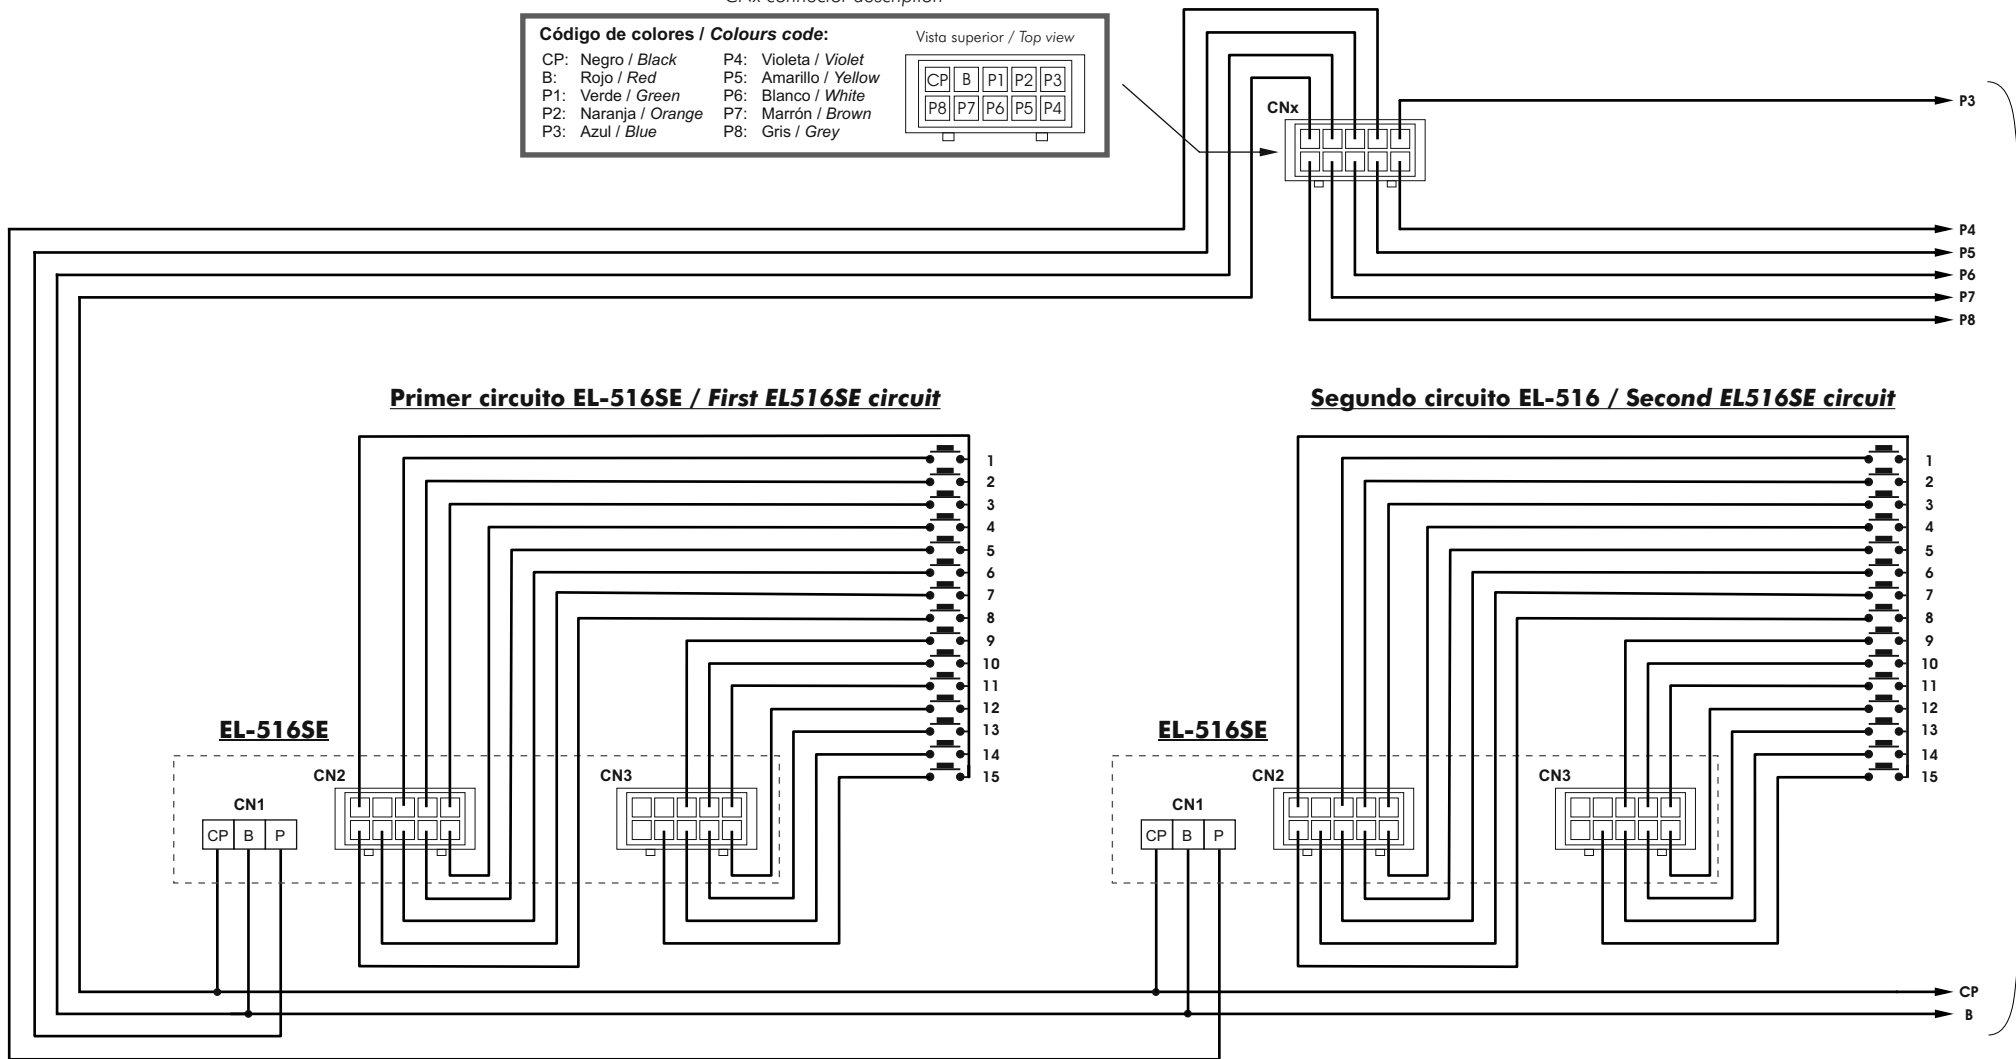 CNx connector description
Código de colores / Colours code:
CP: Negro / Black
B: Rojo / Red
P1: Verde / Green
P2: Naranja / Orange
P3: Azul / Blue
P4: Violeta / Violet
P5: Amarillo / Yellow
P6: Blanco / White
P7: Marrón / Brown
P8: Gris / Grey
Vista superior / Top view
CP B P1 P2 P3
P8 P7 P6 P5 P4
CNx
P3
P4
P5
P6
P7
P8
Primer circuito EL-516SE / First EL516SE circuit
1
2
3
4
5
6
7
8
9
10
11
12
13
14
15
EL-516SE
CN1
CP B P
CN2
CN3
Segundo circuito EL-516 / Second EL516SE circuit
1
2
3
4
5
6
7
8
9
10
11
12
13
14
15
EL-516SE
CN1
CP B P
CN2
CN3
CP
B